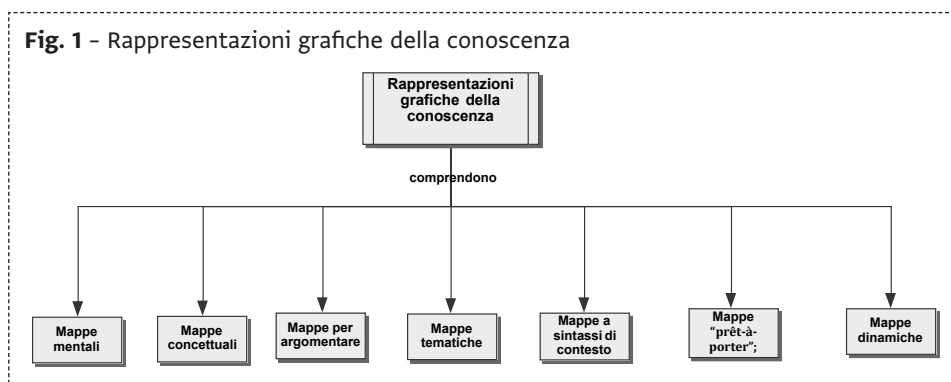 Fig. 1 – Rappresentazioni grafiche della conoscenza
Rappresentazioni
grafiche della
conoscenza
comprendono
Mappe
mentali
Mappe
concettuali
Mappe per
argomentare
Mappe
tematiche
Mappe a
sintassi di
contesto
Mappe
“prêt-à-
porter”;
Mappe
dinamiche